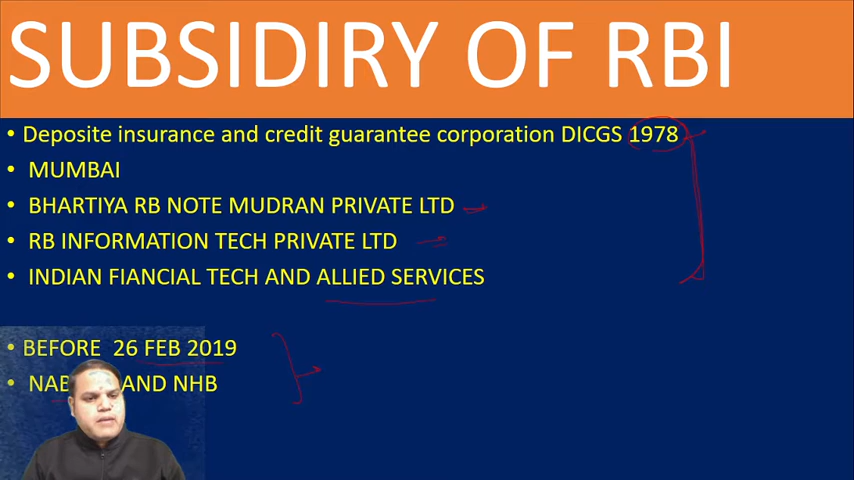 SUBSIDIRY OF RBI
• Deposite insurance and credit guarantee corporation DICGS 1978
• MUMBAI
• BHARTIYA RB NOTE MUDRAN PRIVATE LTD
• RB INFORMATION TECH PRIVATE LTD
• INDIAN FIANCIAL TECH AND ALLIED SERVICES
• BEFORE 26 FEB 2019
• AND NHB